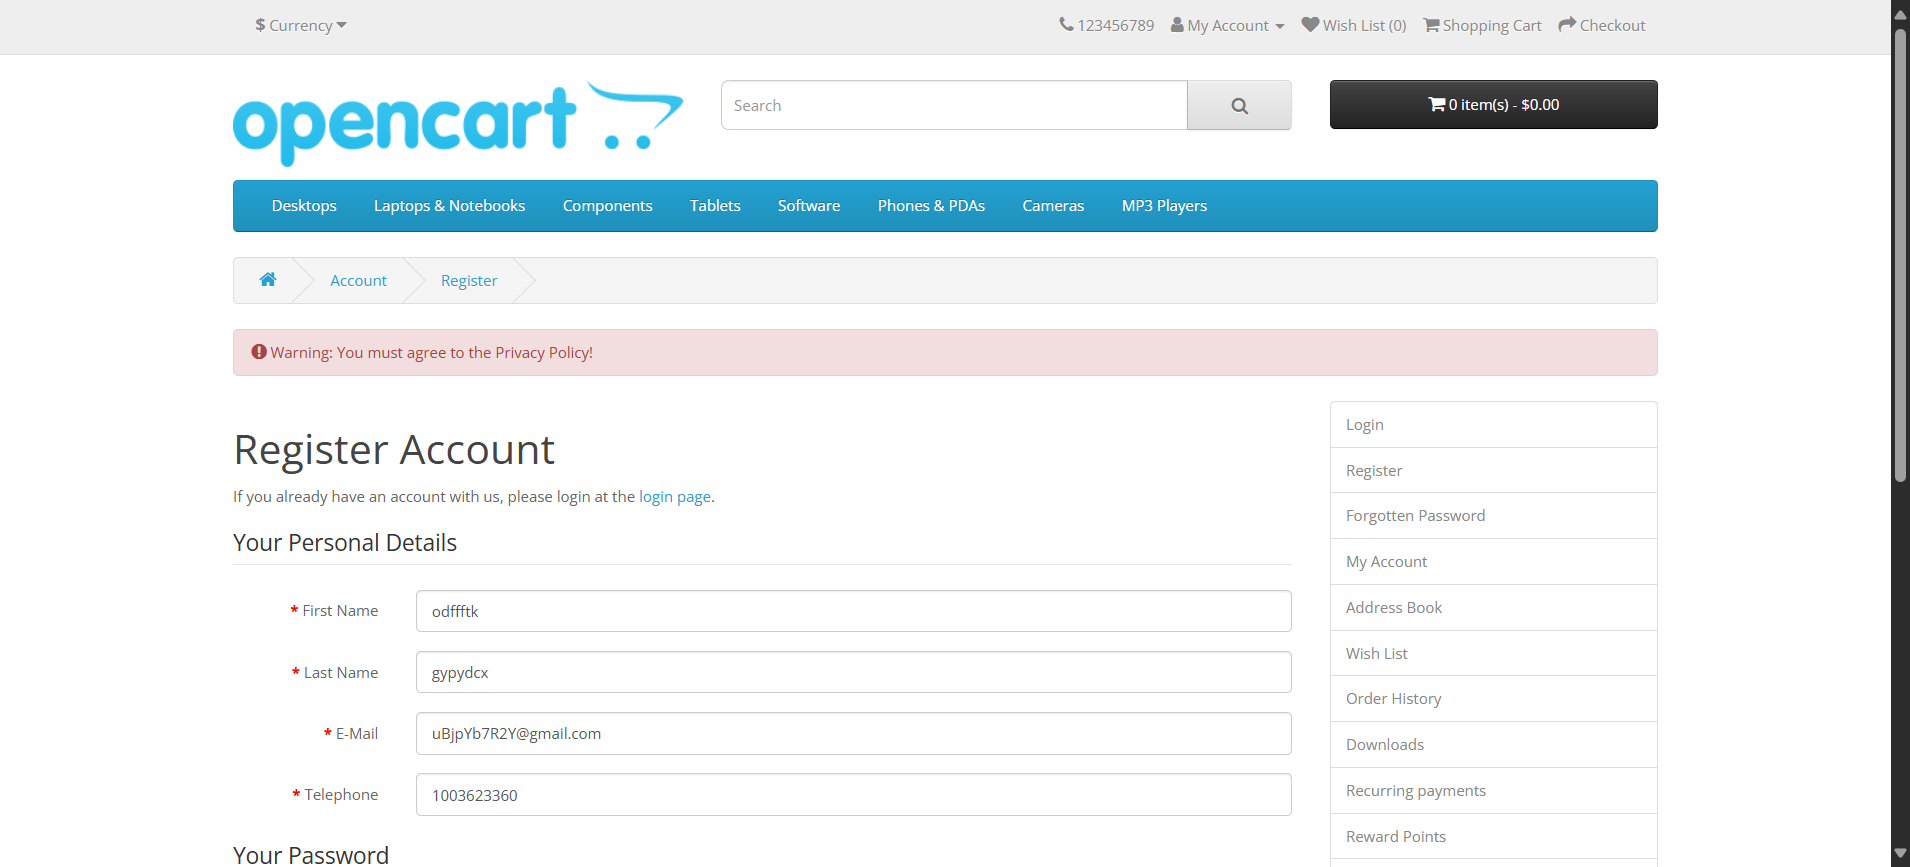 $ Currency
123456789 My Account Wish List (0) Shopping Cart Checkout
opencart
Search
0 item(s) - $0.00
Desktops Laptops & Notebooks Components Tablets Software Phones & PDAs Cameras MP3 Players
Account Register
Warning: You must agree to the Privacy Policy!
Register Account
If you already have an account with us, please login at the login page.
Your Personal Details
* First Name odffftk
* Last Name gypydcx
* E-Mail uBjpYb7R2Y@gmail.com
* Telephone 1003623360
Your Password
Login
Register
Forgotten Password
My Account
Address Book
Wish List
Order History
Downloads
Recurring payments
Reward Points